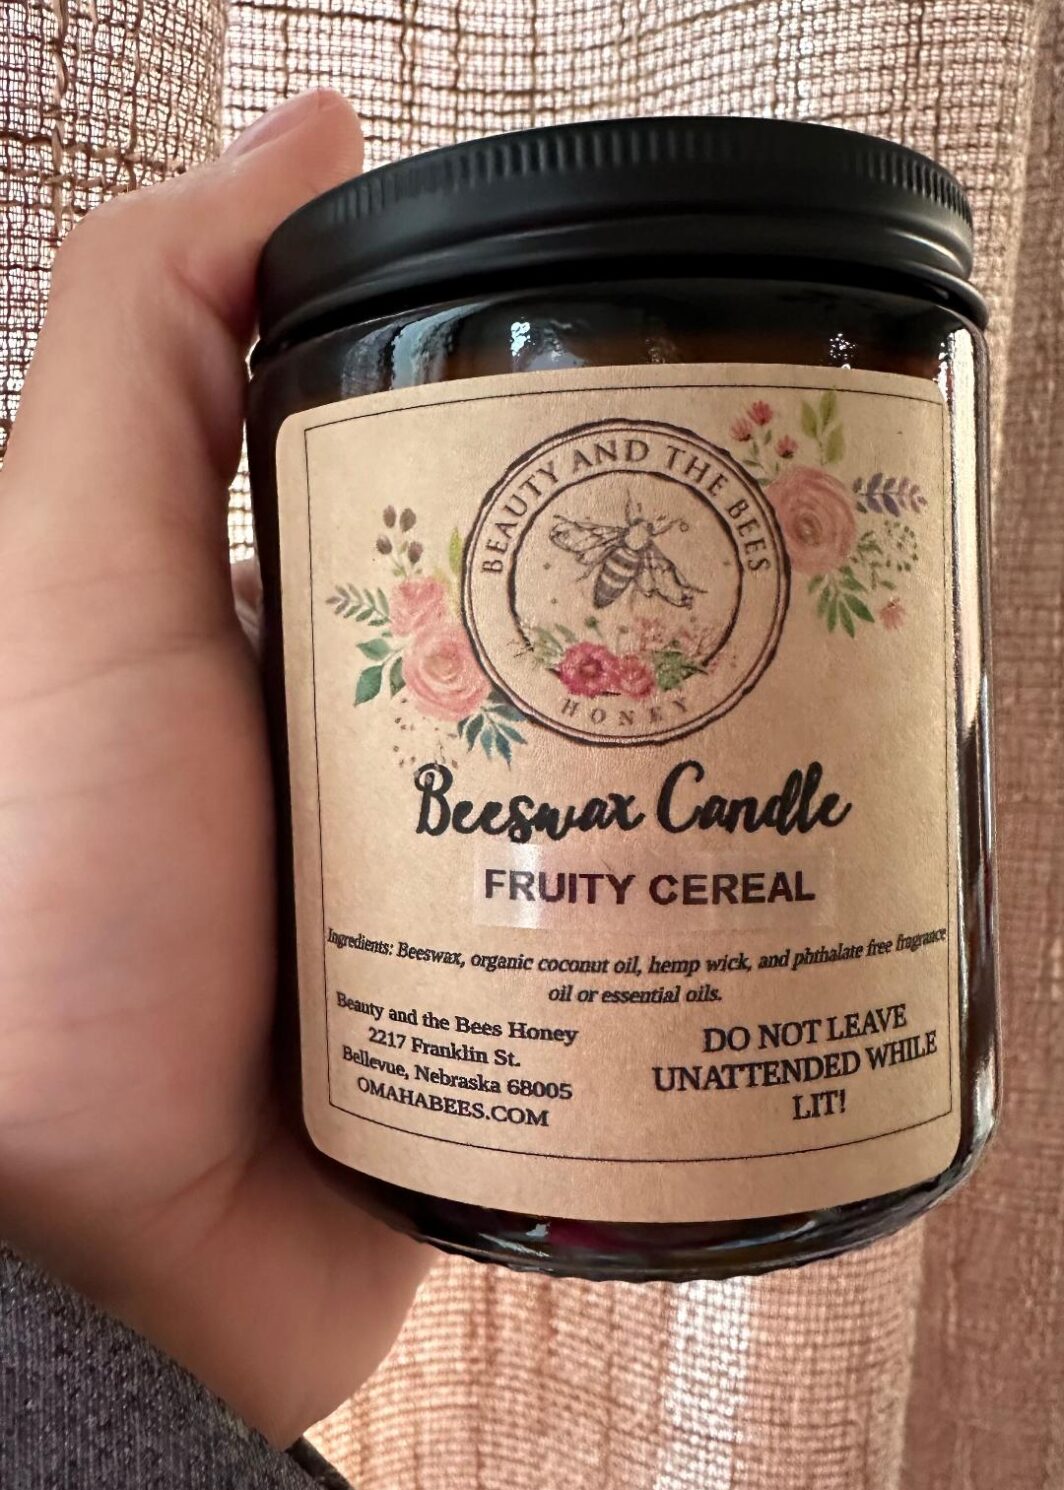 BEAUTY AND THE BEES
HONEY
Beeswax Candle
FRUITY CEREAL
Ingredients: Beeswax, organic coconut oil, hemp wick, and phthalate free fragrance
oil or essential oils.
Beauty and the Bees Honey
2217 Franklin St.
Bellevue, Nebraska 68005
OMAHABEES.COM
DO NOT LEAVE
UNATTENDED WHILE
LIT!